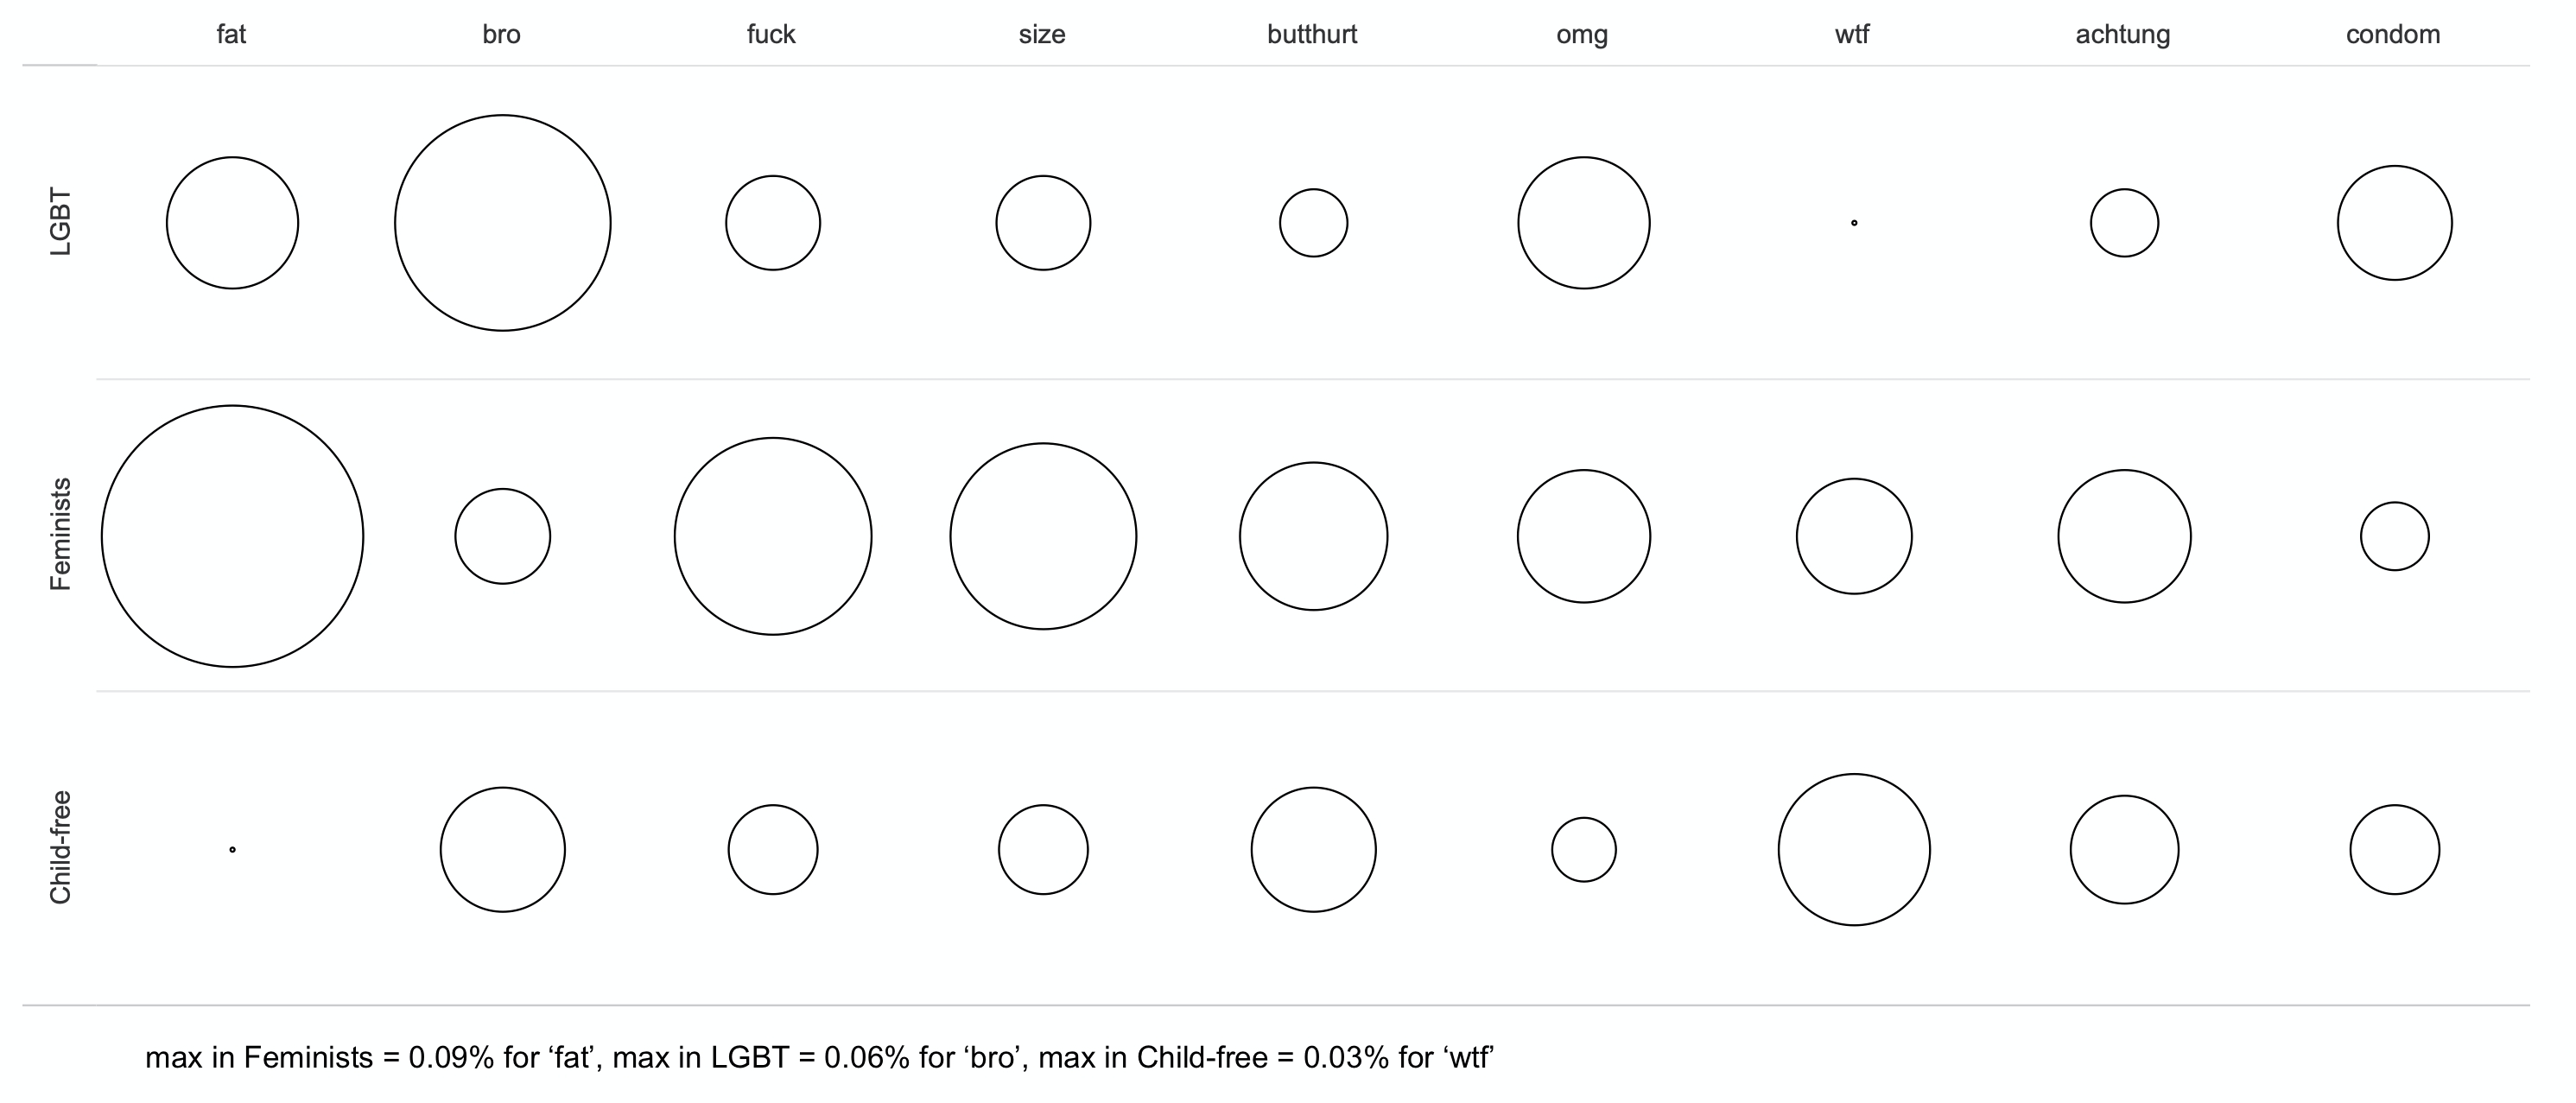 fat bro fuck size butthurt omg wtf achtung condom
LGBT
Feminists
Child-free
max in Feminists = 0.09% for ‘fat’, max in LGBT = 0.06% for ‘bro’, max in Child-free = 0.03% for ‘wtf’